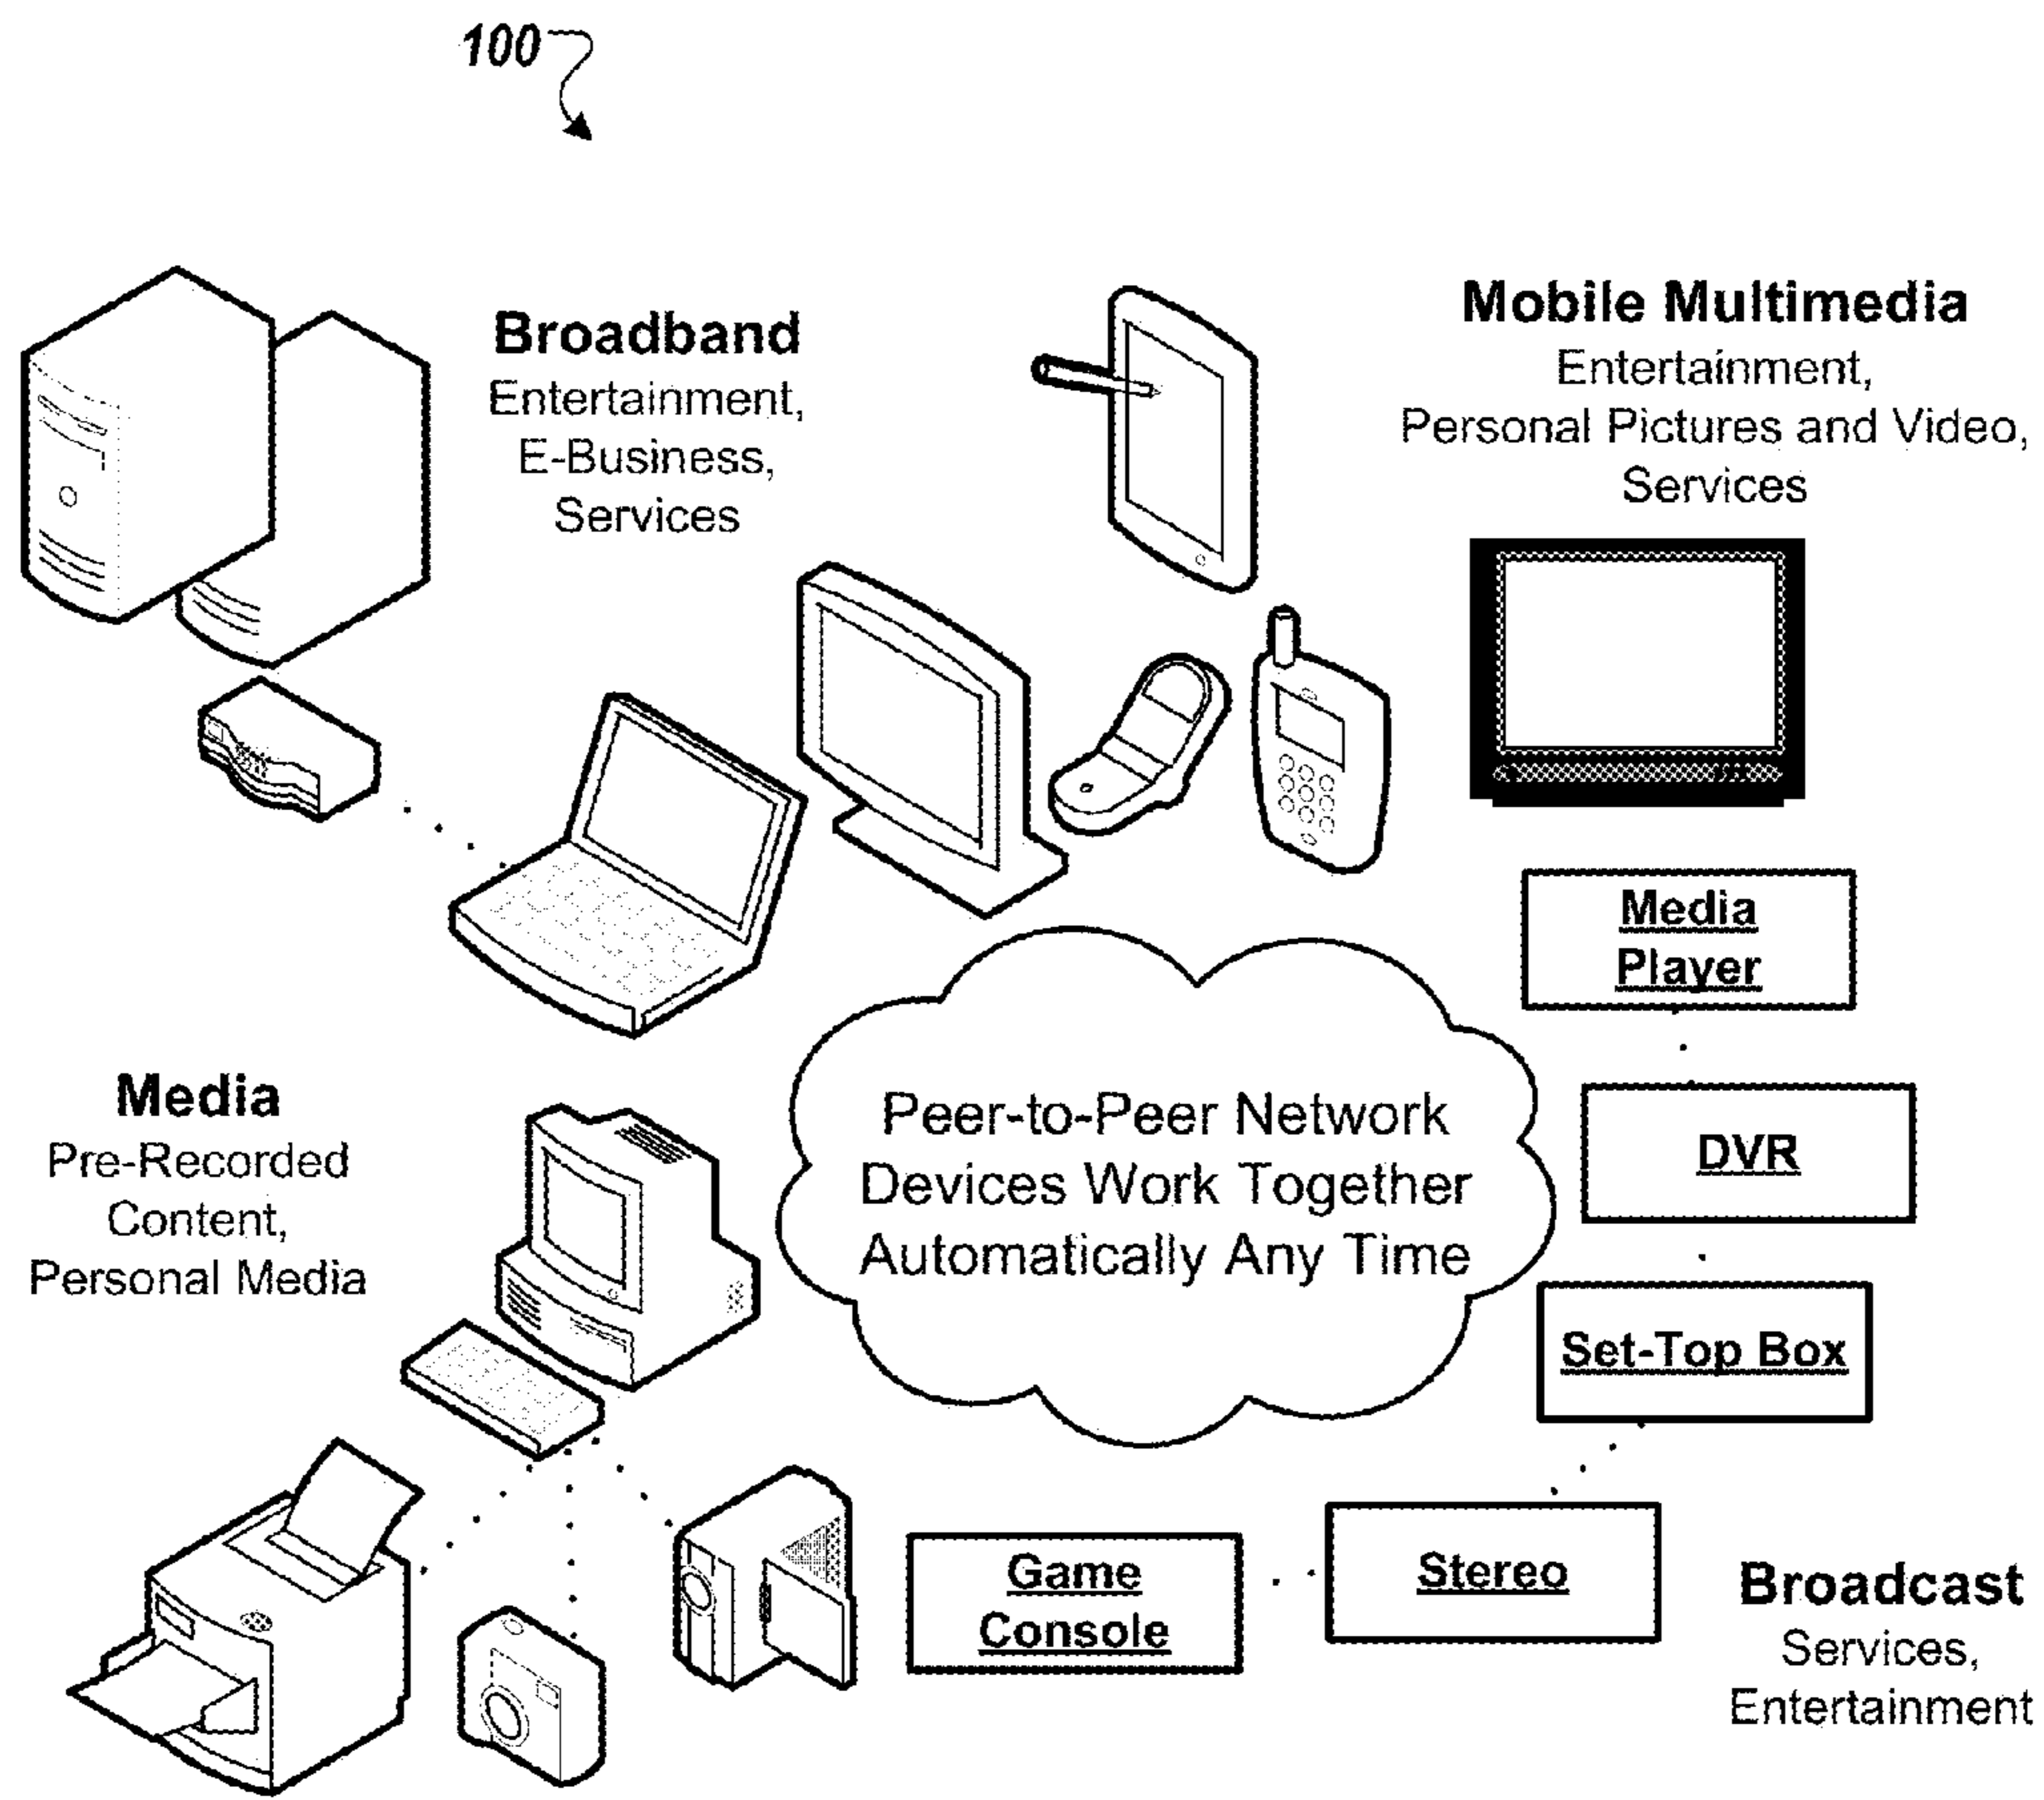 100
Broadband
Entertainment,
E-Business,
Services
Mobile Multimedia
Entertainment,
Personal Pictures and Video,
Services
Media
Player
Media
Pre-Recorded
Content,
Personal Media
Peer-to-Peer Network
Devices Work Together
Automatically Any Time
DVR
Set-Top Box
Game
Console
Stereo
Broadcast
Services,
Entertainment